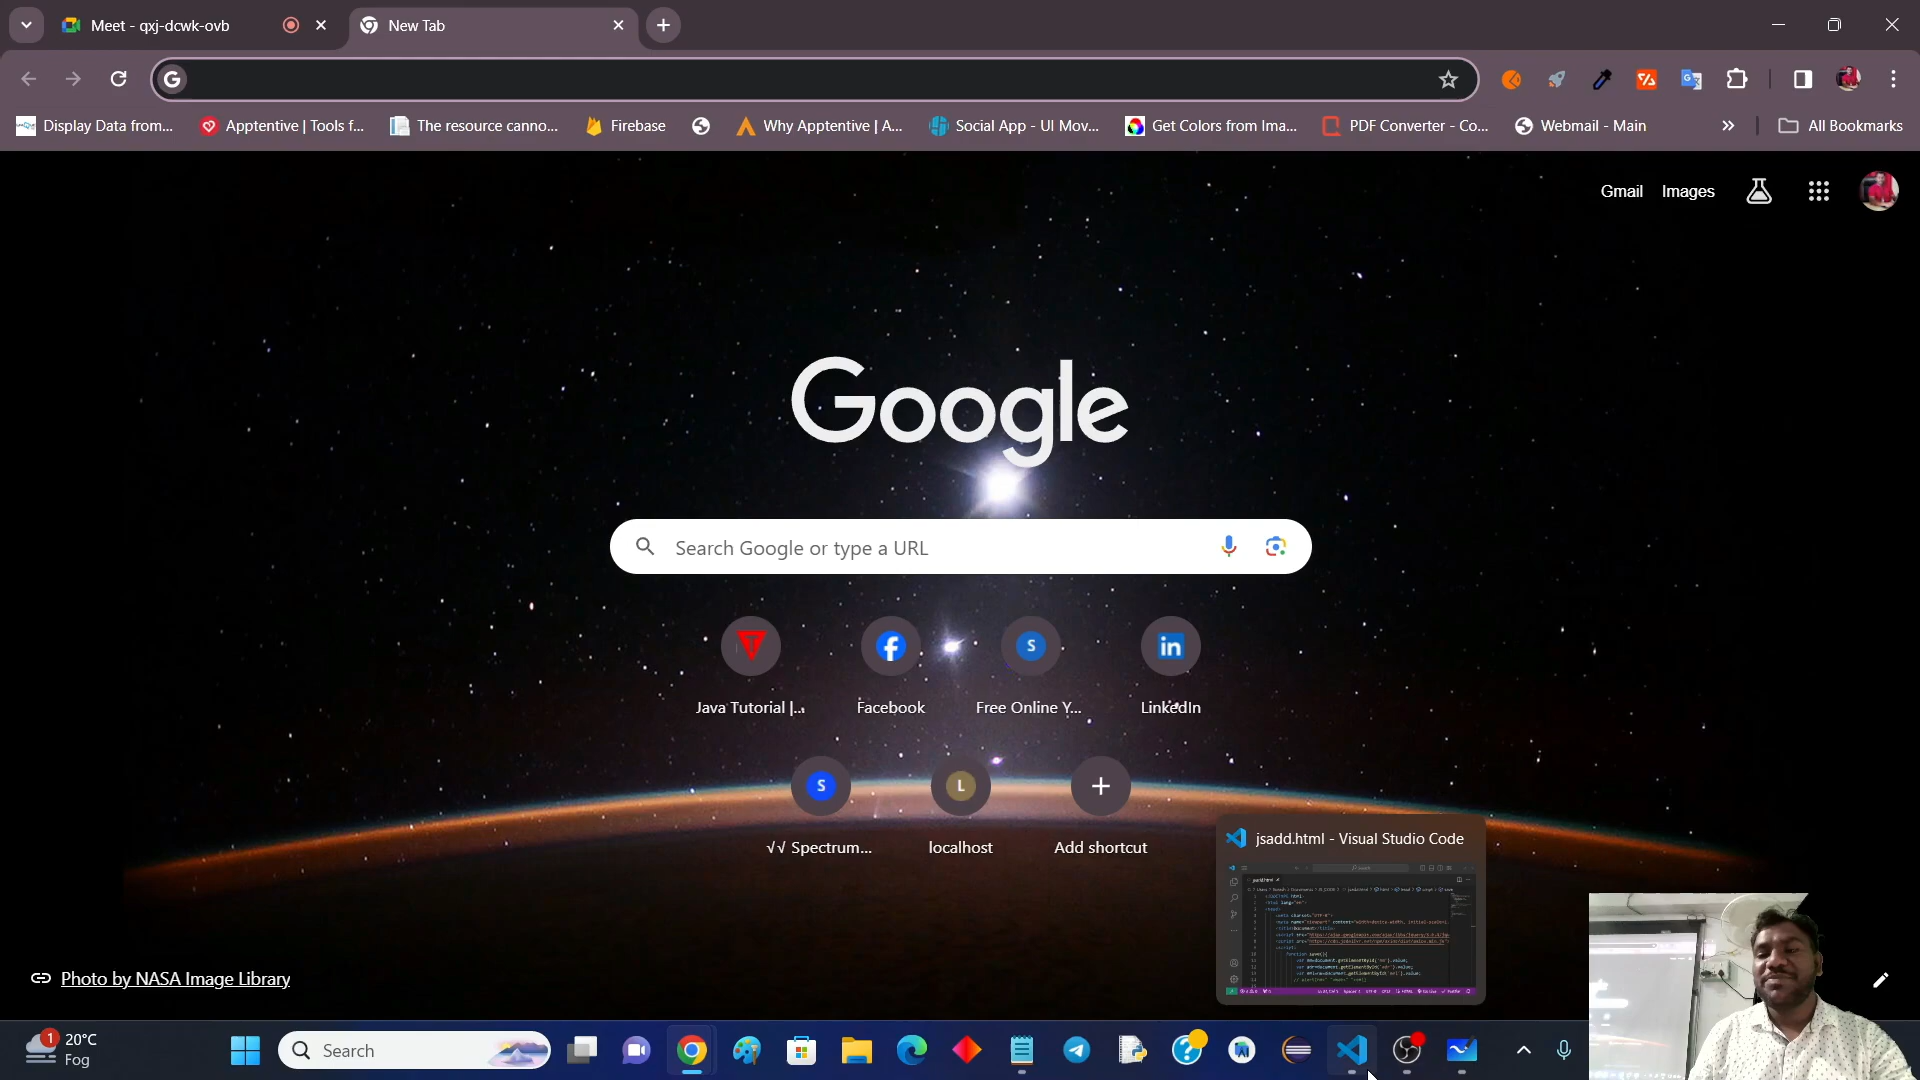 Meet - qxj-dcwk-ovb
New Tab
Display Data from...
Apptentive | Tools f...
The resource canno...
Firebase
Why Apptentive | A...
Social App - UI Mov...
Get Colors from Ima...
PDF Converter - Co...
Webmail - Main
All Bookmarks
Gmail
Images
Google
Search Google or type a URL
Java Tutorial |...
Facebook
Free Online Y...
LinkedIn
√√ Spectrum...
localhost
Add shortcut
jsadd.html - Visual Studio Code
Photo by NASA Image Library
1
20°C
Fog
Search